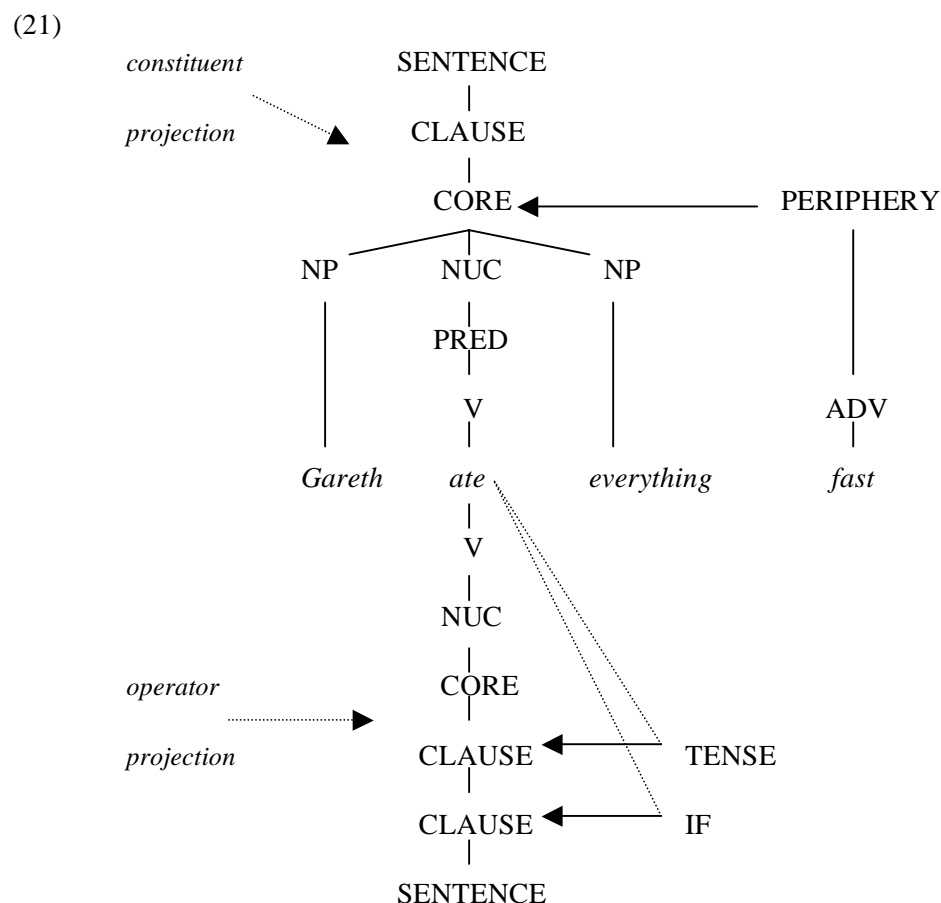 (21)
constituent SENTENCE
projection CLAUSE
CORE PERIPHERY
NP NUC NP
PRED
V ADV
Gareth ate everything fast
V
NUC
operator CORE
projection CLAUSE TENSE
CLAUSE IF
SENTENCE